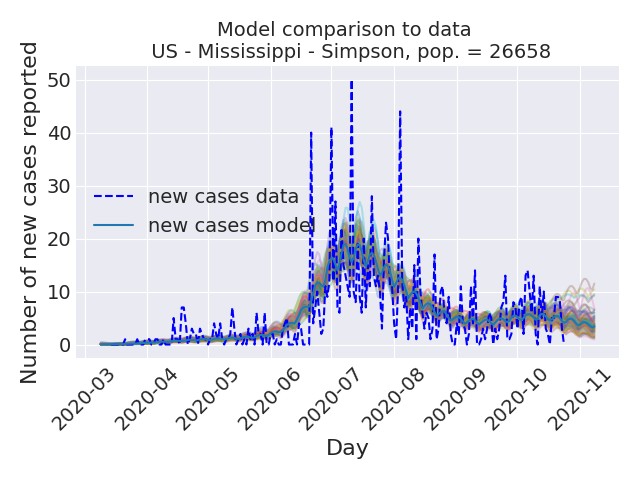 Model comparison to data
US - Mississippi - Simpson, pop. = 26658
Number of new cases reported
50
40
30
20
10
0
new cases data
new cases model
2020-03
2020-04
2020-05
2020-06
2020-07
2020-08
2020-09
2020-10
2020-11
Day